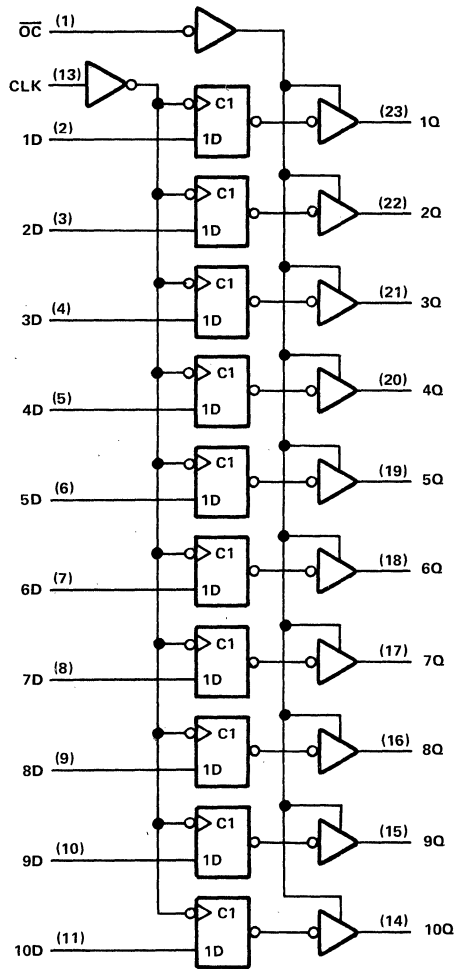 OC (1)
CLK (13)
C1 (23)
1D (2) 1D 1Q
C1 (22)
2D (3) 1D 2Q
C1 (21)
3D (4) 1D 3Q
C1 (20)
4D (5) 1D 4Q
C1 (19)
5D (6) 1D 5Q
C1 (18)
6D (7) 1D 6Q
C1 (17)
7D (8) 1D 7Q
C1 (16)
8D (9) 1D 8Q
C1 (15)
9D (10) 1D 9Q
C1 (14)
10D (11) 1D 10Q